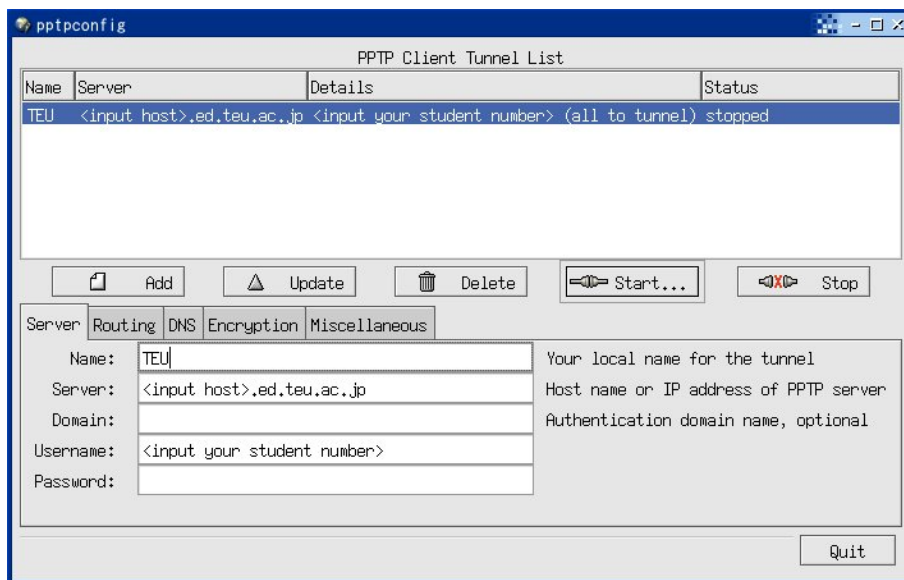 pptpconfig
PPTP Client Tunnel List
Name Server Details Status
TEU <input host>.ed.teu.ac.jp <input your student number> (all to tunnel) stopped
Add Update Delete Start... Stop
Server Routing DNS Encryption Miscellaneous
Name: TEU Your local name for the tunnel
Server: <input host>.ed.teu.ac.jp Host name or IP address of PPTP server
Domain: Authentication domain name, optional
Username: <input your student number>
Password:
Quit